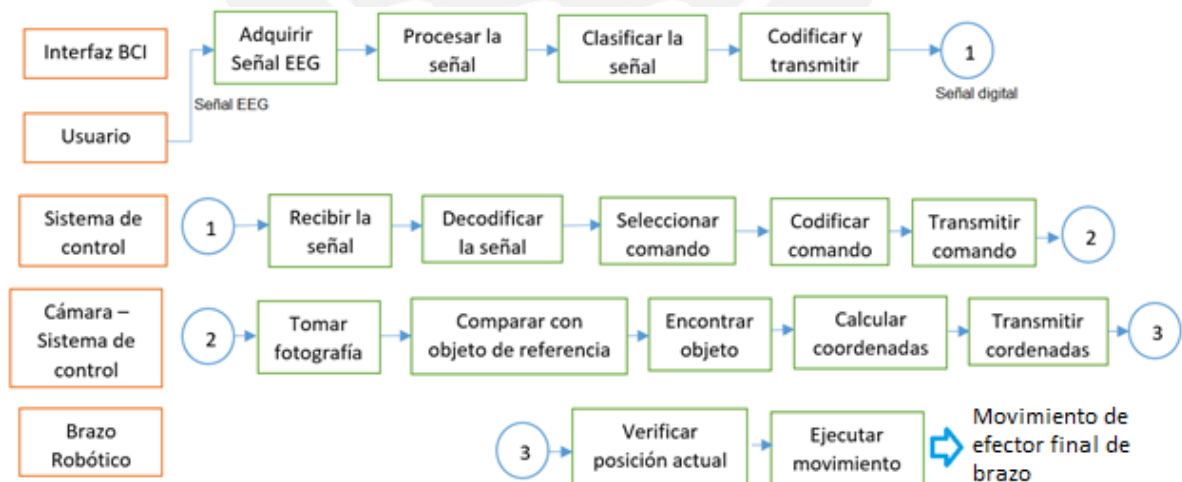 Interfaz BCI
Adquirir
Señal EEG
Procesar la
señal
Clasificar la
señal
Codificar y
transmitir
1
Señal digital
Señal EEG
Usuario
Sistema de
control
1
Recibir la
señal
Decodificar
la señal
Seleccionar
comando
Codificar
comando
Transmitir
comando
2
Cámara –
Sistema de
control
2
Tomar
fotografía
Comparar con
objeto de referencia
Encontrar
objeto
Calcular
coordenadas
Transmitir
cordenadas
3
Brazo
Robótico
3
Verificar
posición actual
Ejecutar
movimiento
Movimiento de
efector final de
brazo